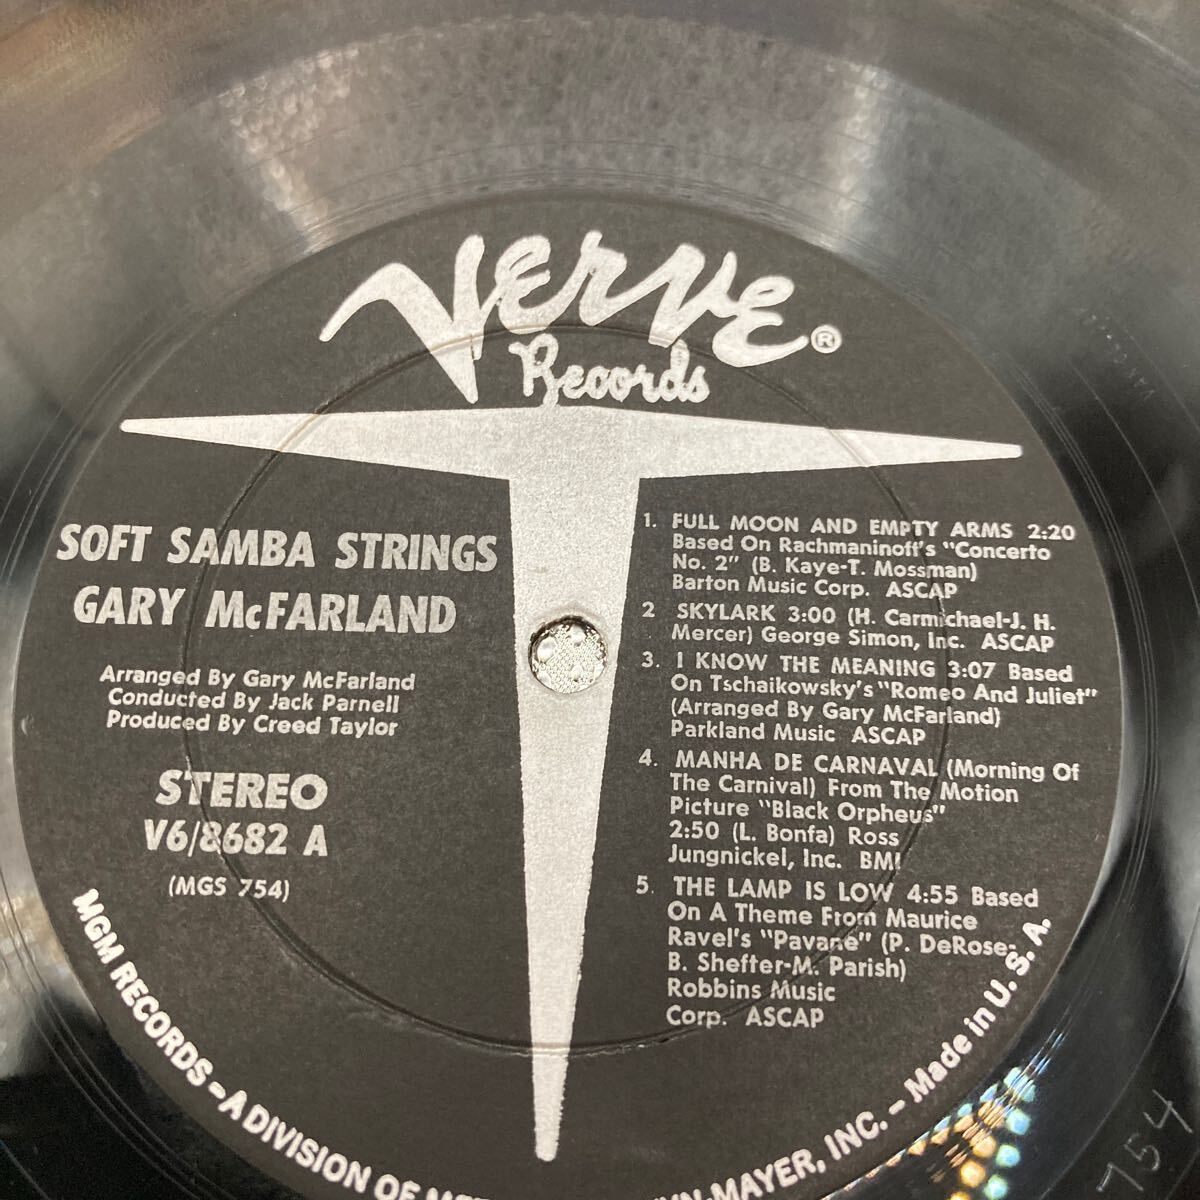 Verve®
Records
SOFT SAMBA STRINGS
GARY McFARLAND
Arranged By Gary McFarland
Conducted By Jack Parnell
Produced By Creed Taylor
STEREO
V6/8682 A
(MGS 754)
1. FULL MOON AND EMPTY ARMS 2:20
Based On Rachmaninoff's "Concerto
No. 2" (B. Kaye-T. Mossman)
Barton Music Corp. ASCAP
2 SKYLARK 3:00 (H. Carmichael-J. H.
Mercer) George Simon, Inc. ASCAP
3. I KNOW THE MEANING 3:07 Based
On Tschaikowsky's "Romeo And Juliet"
(Arranged By Gary McFarland)
Parkland Music ASCAP
4. MANHA DE CARNAVAL (Morning Of
The Carnival) From The Motion
Picture "Black Orpheus"
2:50 (L. Bonfa) Ross
Jungnickel, Inc. BMI
5. THE LAMP IS LOW 4:55 Based
On A Theme From Maurice
Ravel's "Pavane" (P. DeRose-
B. Shefter-M. Parish)
Robbins Music
Corp. ASCAP
MGM RECORDS – A DIVISION OF MAYER, INC. – Made in U. S. A.
754